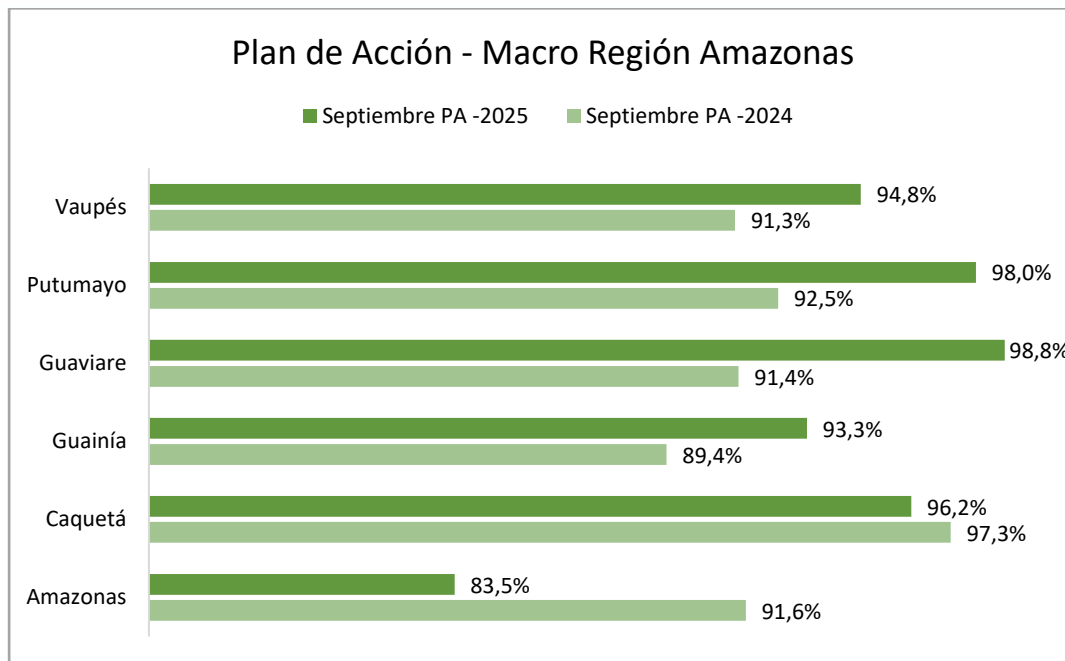 Plan de Acción - Macro Región Amazonas
Septiembre PA -2025 Septiembre PA -2024
Vaupés 94,8%
91,3%
Putumayo 98,0%
92,5%
Guaviare 98,8%
91,4%
Guainía 93,3%
89,4%
Caquetá 96,2%
97,3%
Amazonas 83,5%
91,6%